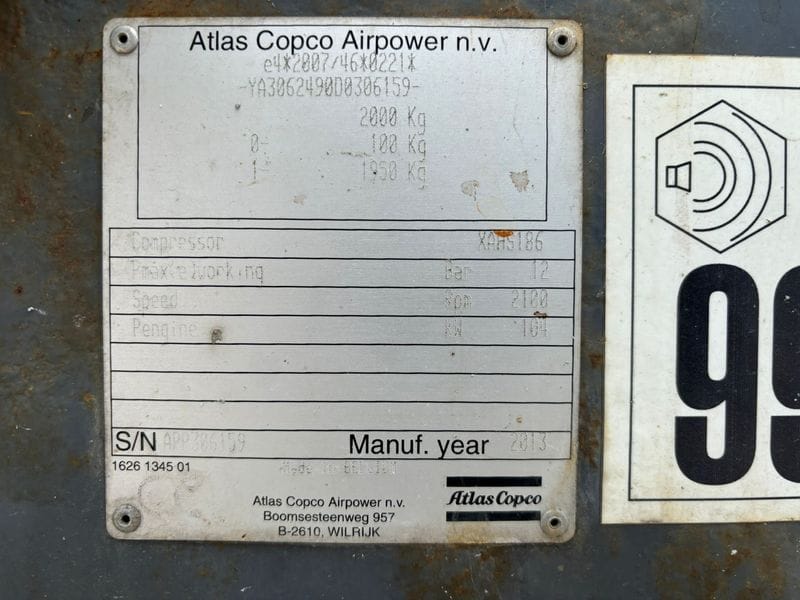 Atlas Copco Airpower n.v.
e4*2007/46*0221*
-YA3062490D0306159-
2000 Kg
0- 100 Kg
1- 1950 Kg
Compressor XAHS186
Pmax(e)working Bar 12
Speed Rpm 2100
Pengine KW 104
S/N APP306159 Manuf. year 2013
1626 1345 01
Made in BELGIUM
Atlas Copco
Atlas Copco Airpower n.v.
Boomsesteenweg 957
B-2610, WILRIJK
99